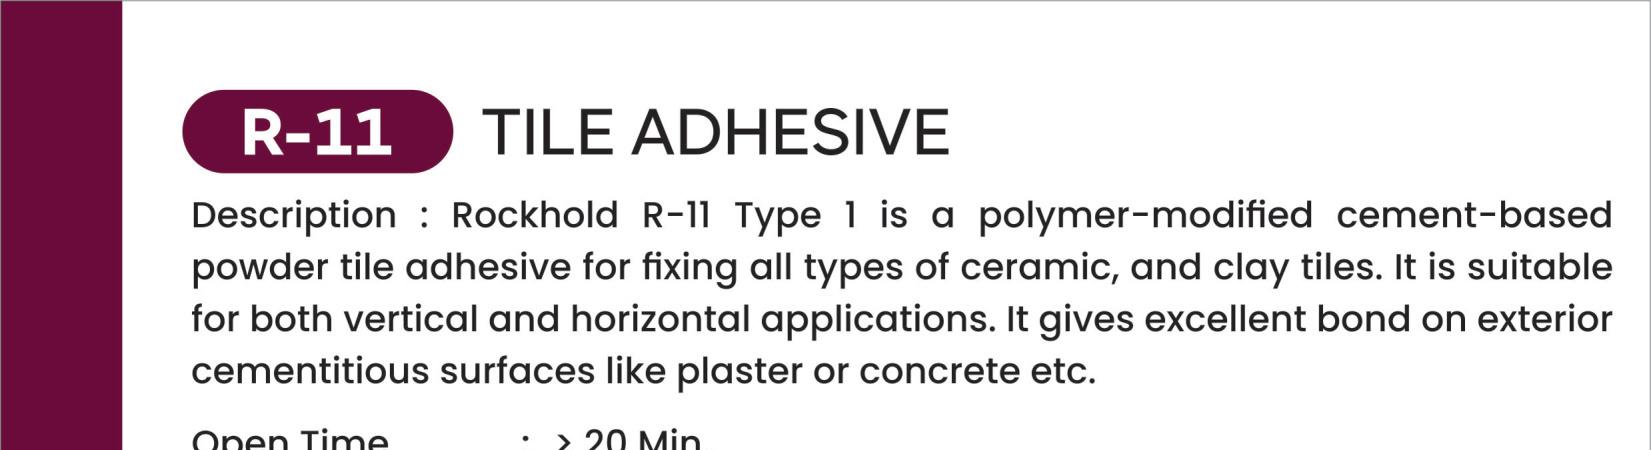 R-11 TILE ADHESIVE
Description : Rockhold R-11 Type 1 is a polymer-modified cement-based
powder tile adhesive for fixing all types of ceramic, and clay tiles. It is suitable
for both vertical and horizontal applications. It gives excellent bond on exterior
cementitious surfaces like plaster or concrete etc.
Open Time : > 20 Min.